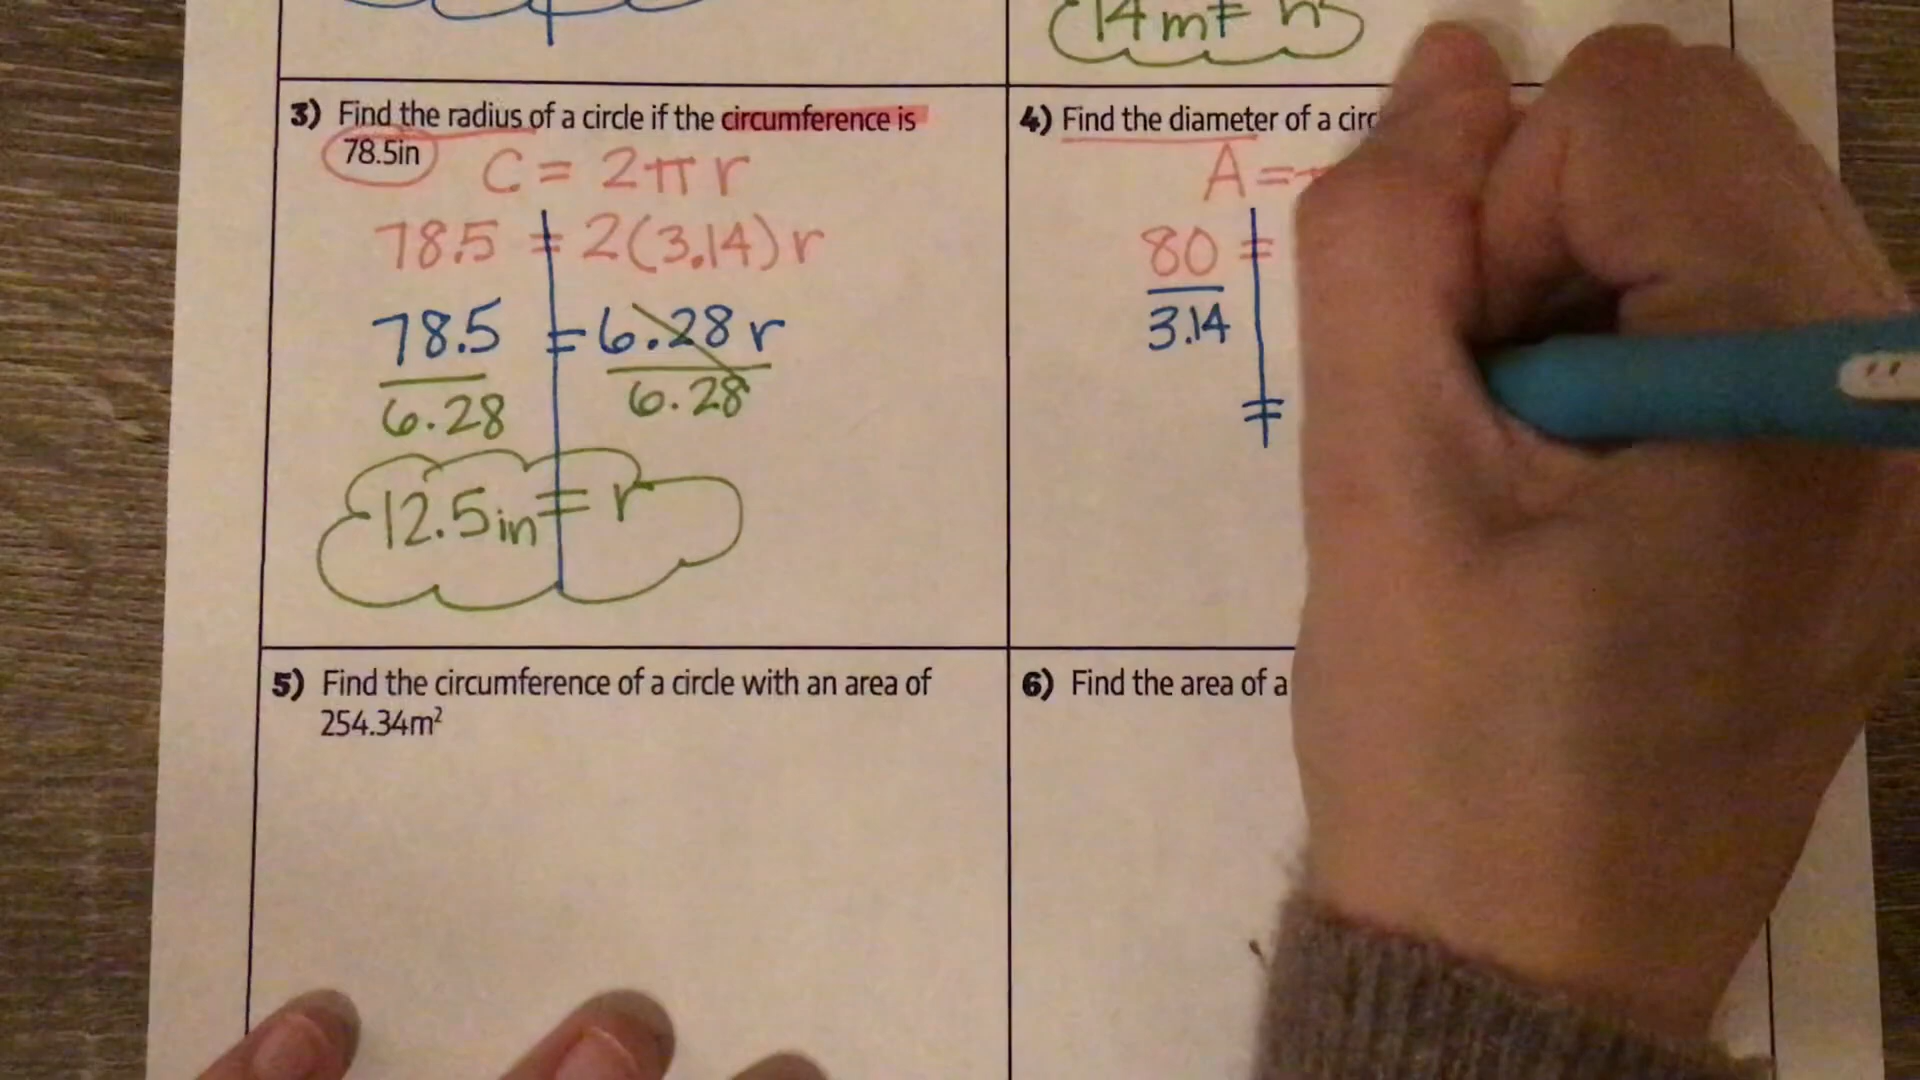 14 m =
3) Find the radius of a circle if the circumference is
78.5in
C = 2πr
78.5 = 2(3.14)r
78.5 = 6.28r
6.28 6.28
12.5in = r
4) Find the diameter of a
A =
80 =
3.14
=
5) Find the circumference of a circle with an area of
254.34m²
6) Find the area of a